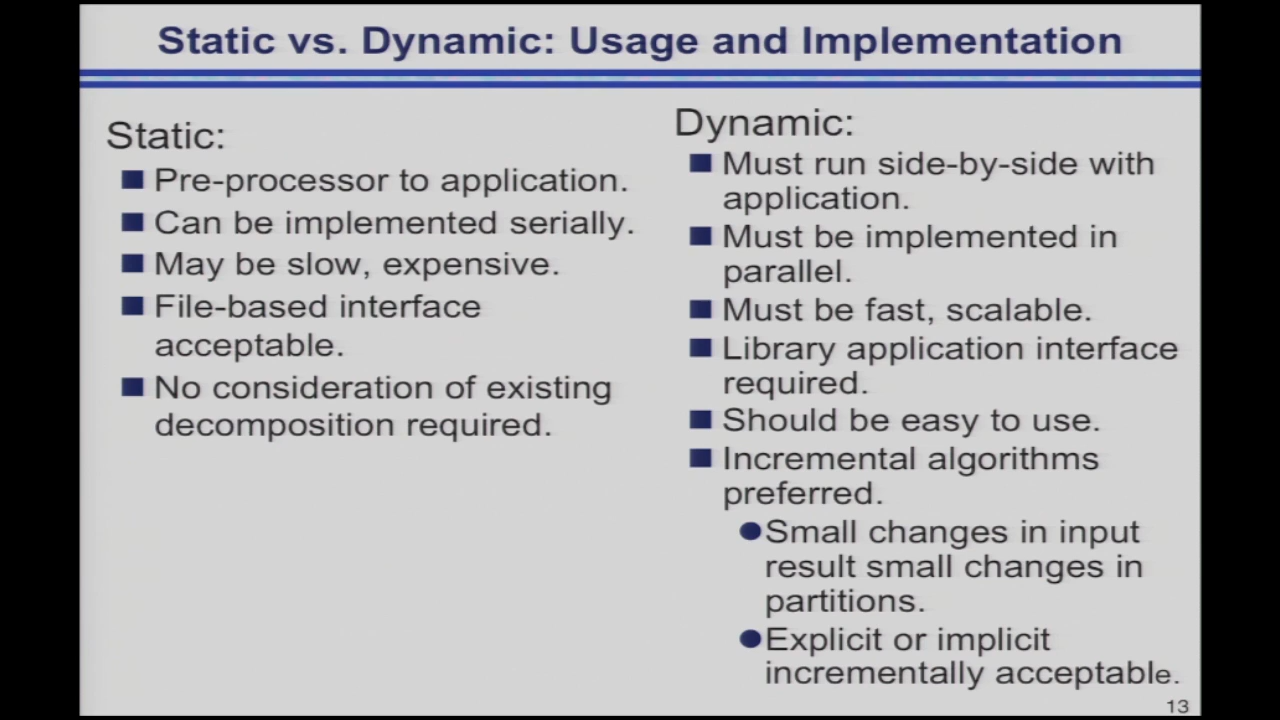 Static vs. Dynamic: Usage and Implementation
Static:
Pre-processor to application.
Can be implemented serially.
May be slow, expensive.
File-based interface
acceptable.
No consideration of existing
decomposition required.
Dynamic:
Must run side-by-side with
application.
Must be implemented in
parallel.
Must be fast, scalable.
Library application interface
required.
Should be easy to use.
Incremental algorithms
preferred.
Small changes in input
result small changes in
partitions.
Explicit or implicit
incrementally acceptable.
13